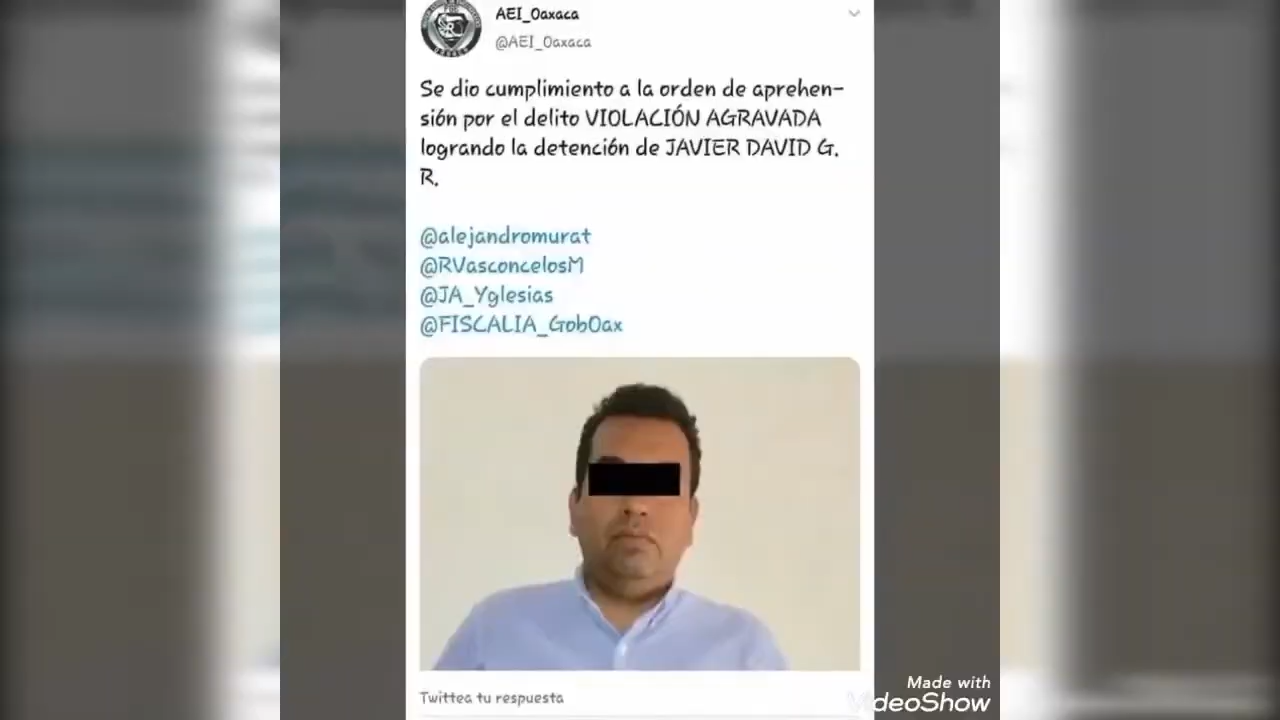 AEI_Oaxaca
@AEI_Oaxaca
Se dio cumplimiento a la orden de aprehen-
sión por el delito VIOLACIÓN AGRAVADA
logrando la detención de JAVIER DAVID G.
R.
@alejandromurat
@RVasconcelosM
@JA_Yglesias
@FISCALIA_GobOax
Twittea tu respuesta
Made with
VideoShow